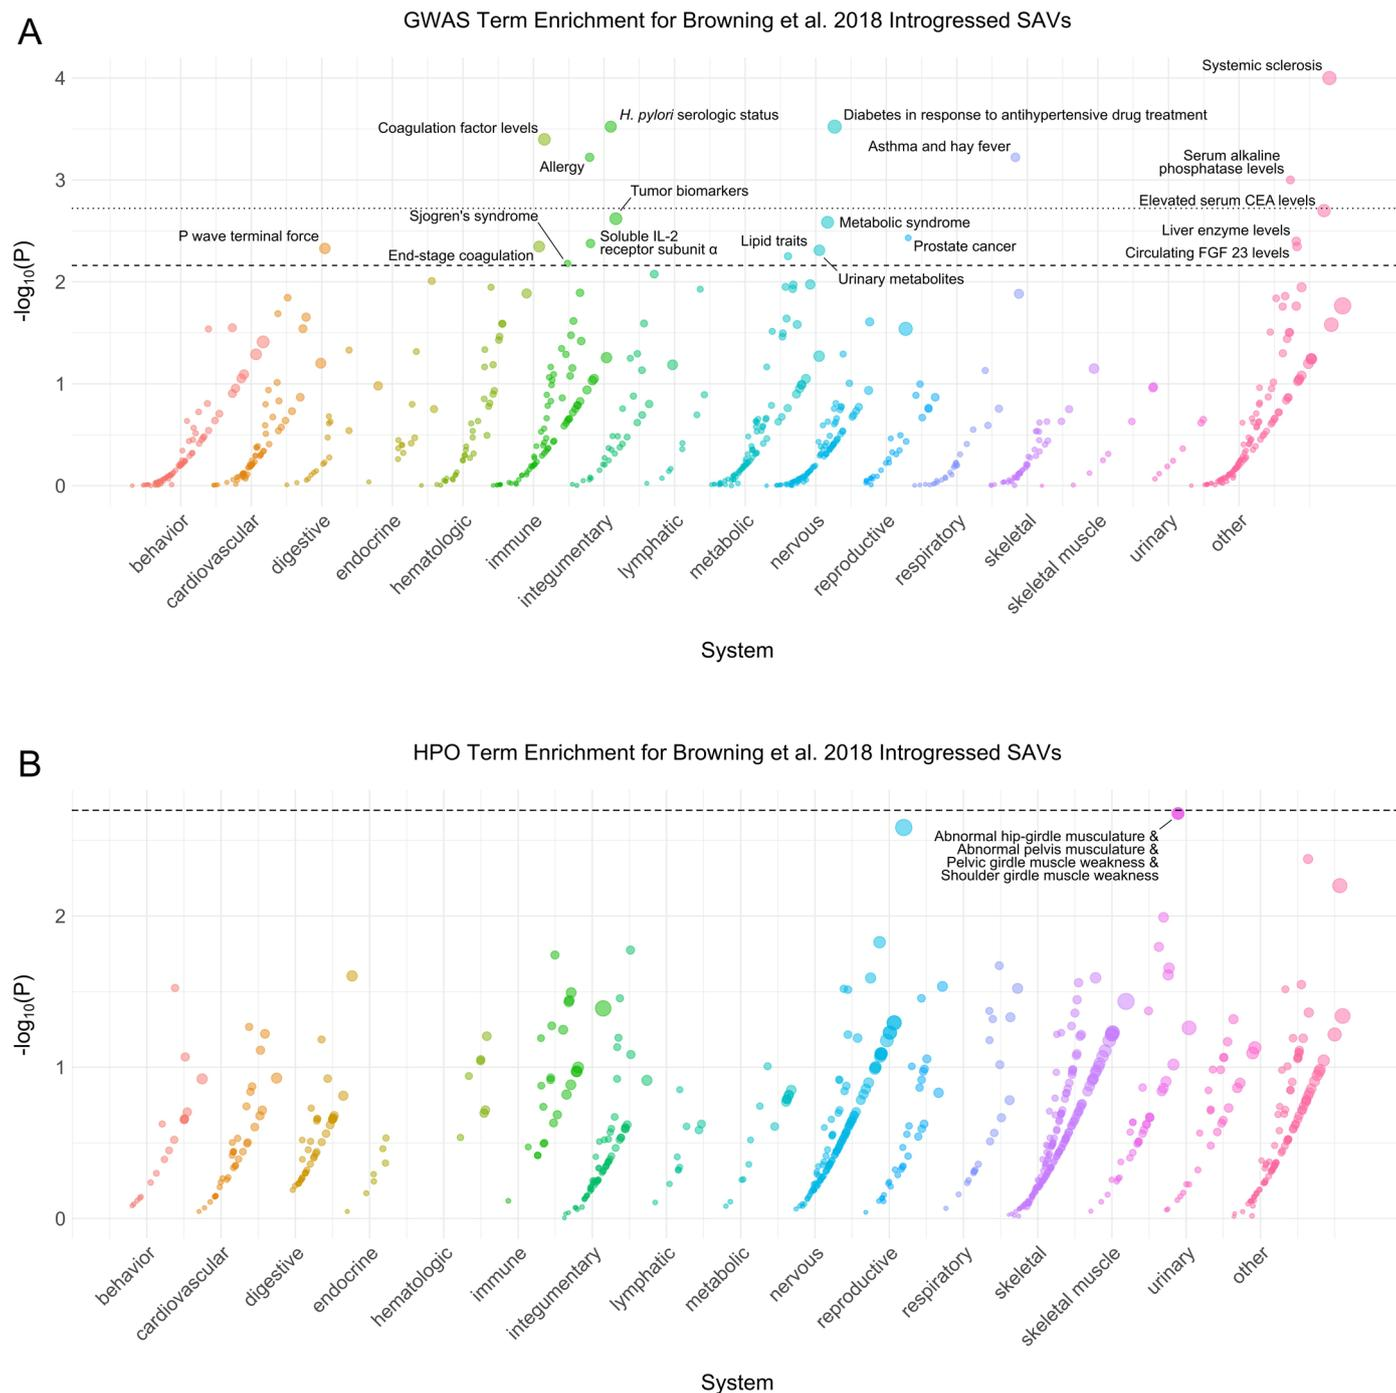 A
GWAS Term Enrichment for Browning et al. 2018 Introgressed SAVs
-log10(P)
4
3
2
1
0
Systemic sclerosis
H. pylori serologic status
Diabetes in response to antihypertensive drug treatment
Coagulation factor levels
Asthma and hay fever
Allergy
Serum alkaline
phosphatase levels
Tumor biomarkers
Elevated serum CEA levels
Sjogren's syndrome
Metabolic syndrome
P wave terminal force
Soluble IL-2
receptor subunit α
Lipid traits
Prostate cancer
Liver enzyme levels
End-stage coagulation
Circulating FGF 23 levels
Urinary metabolites
behavior
cardiovascular
digestive
endocrine
hematologic
immune
integumentary
lymphatic
metabolic
nervous
reproductive
respiratory
skeletal
skeletal muscle
urinary
other
System
B
HPO Term Enrichment for Browning et al. 2018 Introgressed SAVs
-log10(P)
2
1
0
Abnormal hip-girdle musculature &
Abnormal pelvis musculature &
Pelvic girdle muscle weakness &
Shoulder girdle muscle weakness
behavior
cardiovascular
digestive
endocrine
hematologic
immune
integumentary
lymphatic
metabolic
nervous
reproductive
respiratory
skeletal
skeletal muscle
urinary
other
System